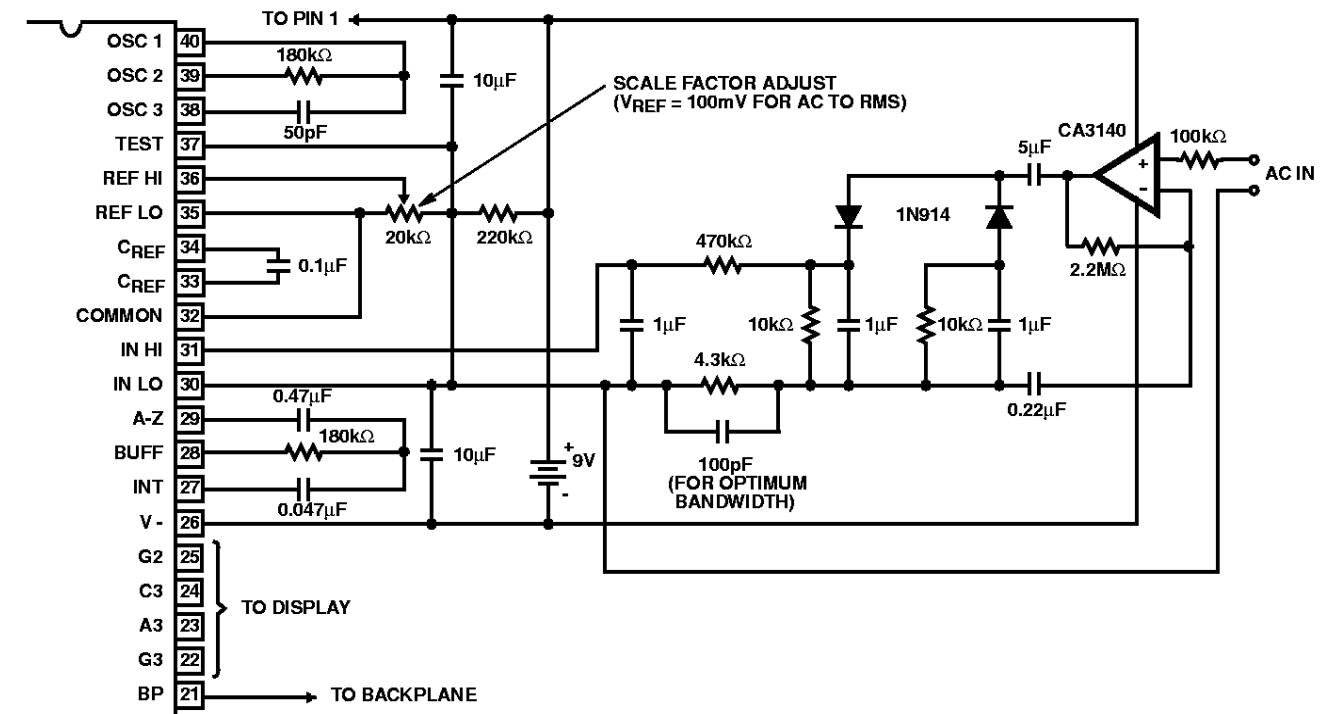 TO PIN 1
OSC 1 40
OSC 2 39
OSC 3 38
TEST 37
REF HI 36
REF LO 35
CREF 34
CREF 33
COMMON 32
IN HI 31
IN LO 30
A-Z 29
BUFF 28
INT 27
V - 26
G2 25
C3 24
A3 23
G3 22
BP 21
180kΩ
50pF
10µF
SCALE FACTOR ADJUST
(VREF = 100mV FOR AC TO RMS)
20kΩ
220kΩ
0.1µF
0.47µF
180kΩ
0.047µF
10µF
+
9V
-
TO DISPLAY
TO BACKPLANE
CA3140
+
-
100kΩ
AC IN
5µF
1N914
2.2MΩ
470kΩ
1µF
10kΩ
1µF
10kΩ
1µF
4.3kΩ
0.22µF
100pF
(FOR OPTIMUM
BANDWIDTH)